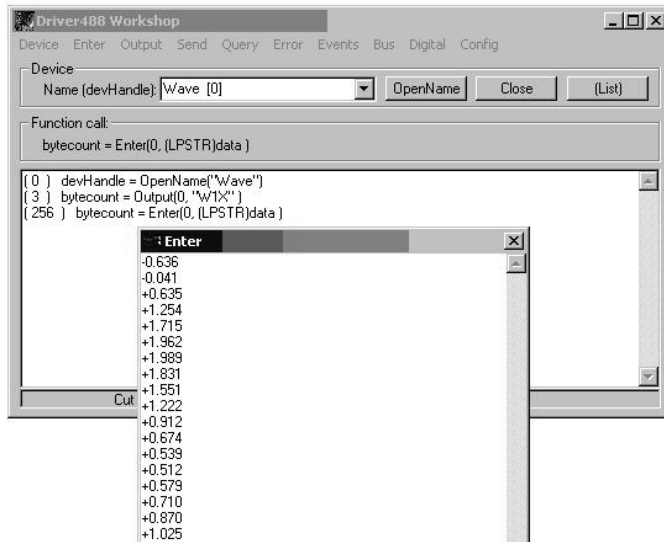 Driver488 Workshop
Device Enter Output Send Query Error Events Bus Digital Config
Device
Name (devHandle): Wave [0] OpenName Close (List)
Function call:
bytecount = Enter(0, (LPSTR)data )
( 0 ) devHandle = OpenName("Wave")
( 3 ) bytecount = Output(0, "W1X" )
( 256 ) bytecount = Enter(0, (LPSTR)data )
Enter
-0.636
-0.041
+0.635
+1.254
+1.715
+1.962
+1.989
+1.831
+1.551
Cut
+1.222
+0.912
+0.674
+0.539
+0.512
+0.579
+0.710
+0.870
+1.025